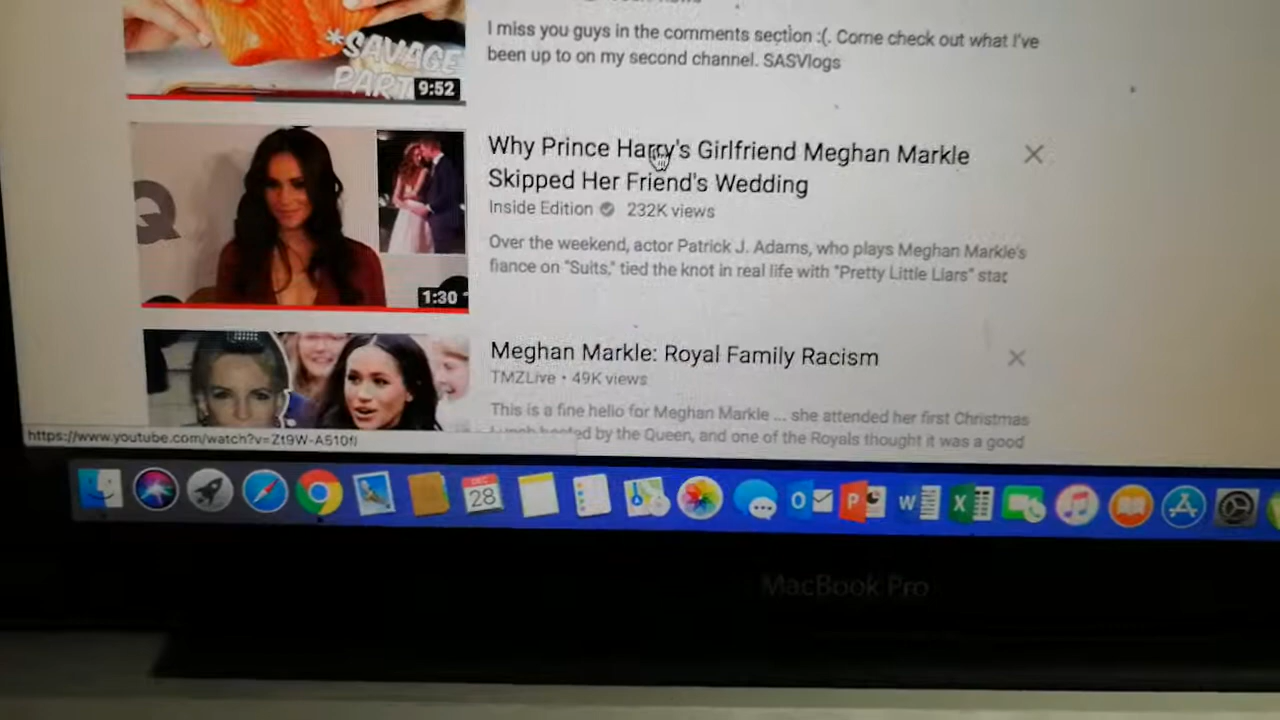 I miss you guys in the comments section :(. Come check out what I've
been up to on my second channel. SASVlogs
*SAVAGE
PART
9:52
Why Prince Harry's Girlfriend Meghan Markle
Skipped Her Friend's Wedding
Inside Edition 232K views
Over the weekend, actor Patrick J. Adams, who plays Meghan Markle's
fiance on "Suits," tied the knot in real life with "Pretty Little Liars" star
Q
1:30
Meghan Markle: Royal Family Racism
TMZLive • 49K views
This is a fine hello for Meghan Markle ... she attended her first Christmas
by the Queen, and one of the Royals thought it was a good
https://www.youtube.com/watch?v=Zt9W-A510fI
DEC
28
MacBook Pro